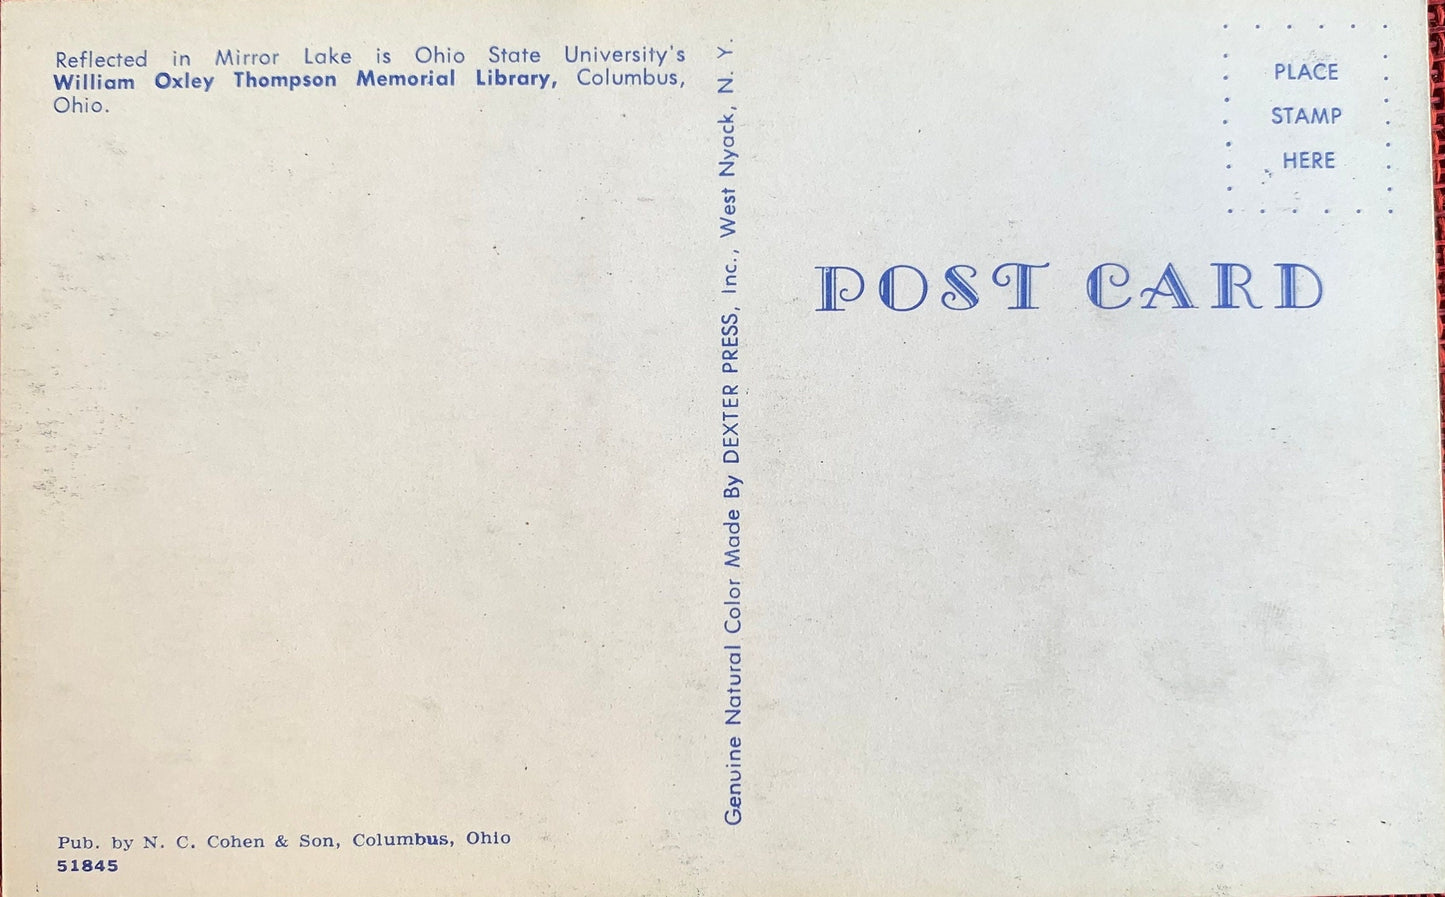 Reflected in Mirror Lake is Ohio State University's
William Oxley Thompson Memorial Library, Columbus,
Ohio.
Pub. by N. C. Cohen & Son, Columbus, Ohio
51845
Genuine Natural Color Made By DEXTER PRESS, Inc., West Nyack, N. Y.
PLACE
STAMP
HERE
POST CARD